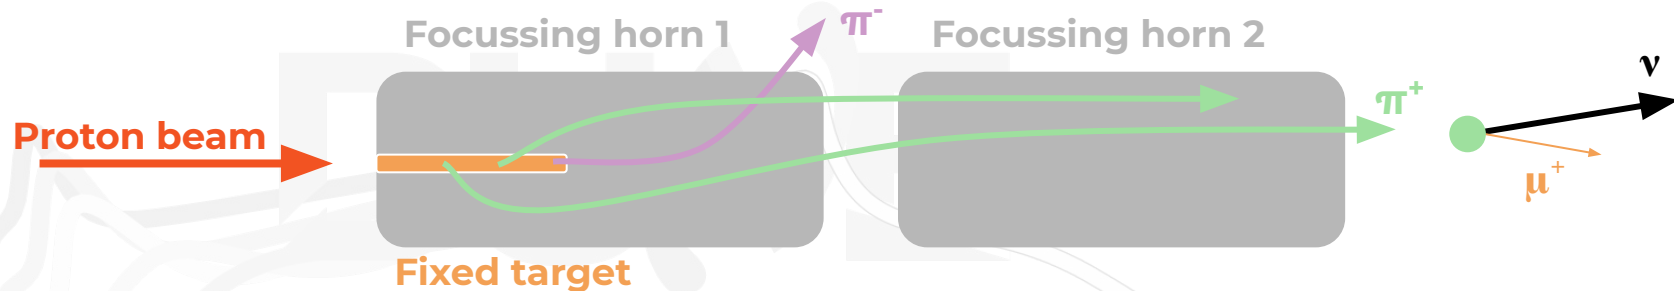 Focussing horn 1
π⁻
Focussing horn 2
ν
π⁺
Proton beam
μ⁺
Fixed target